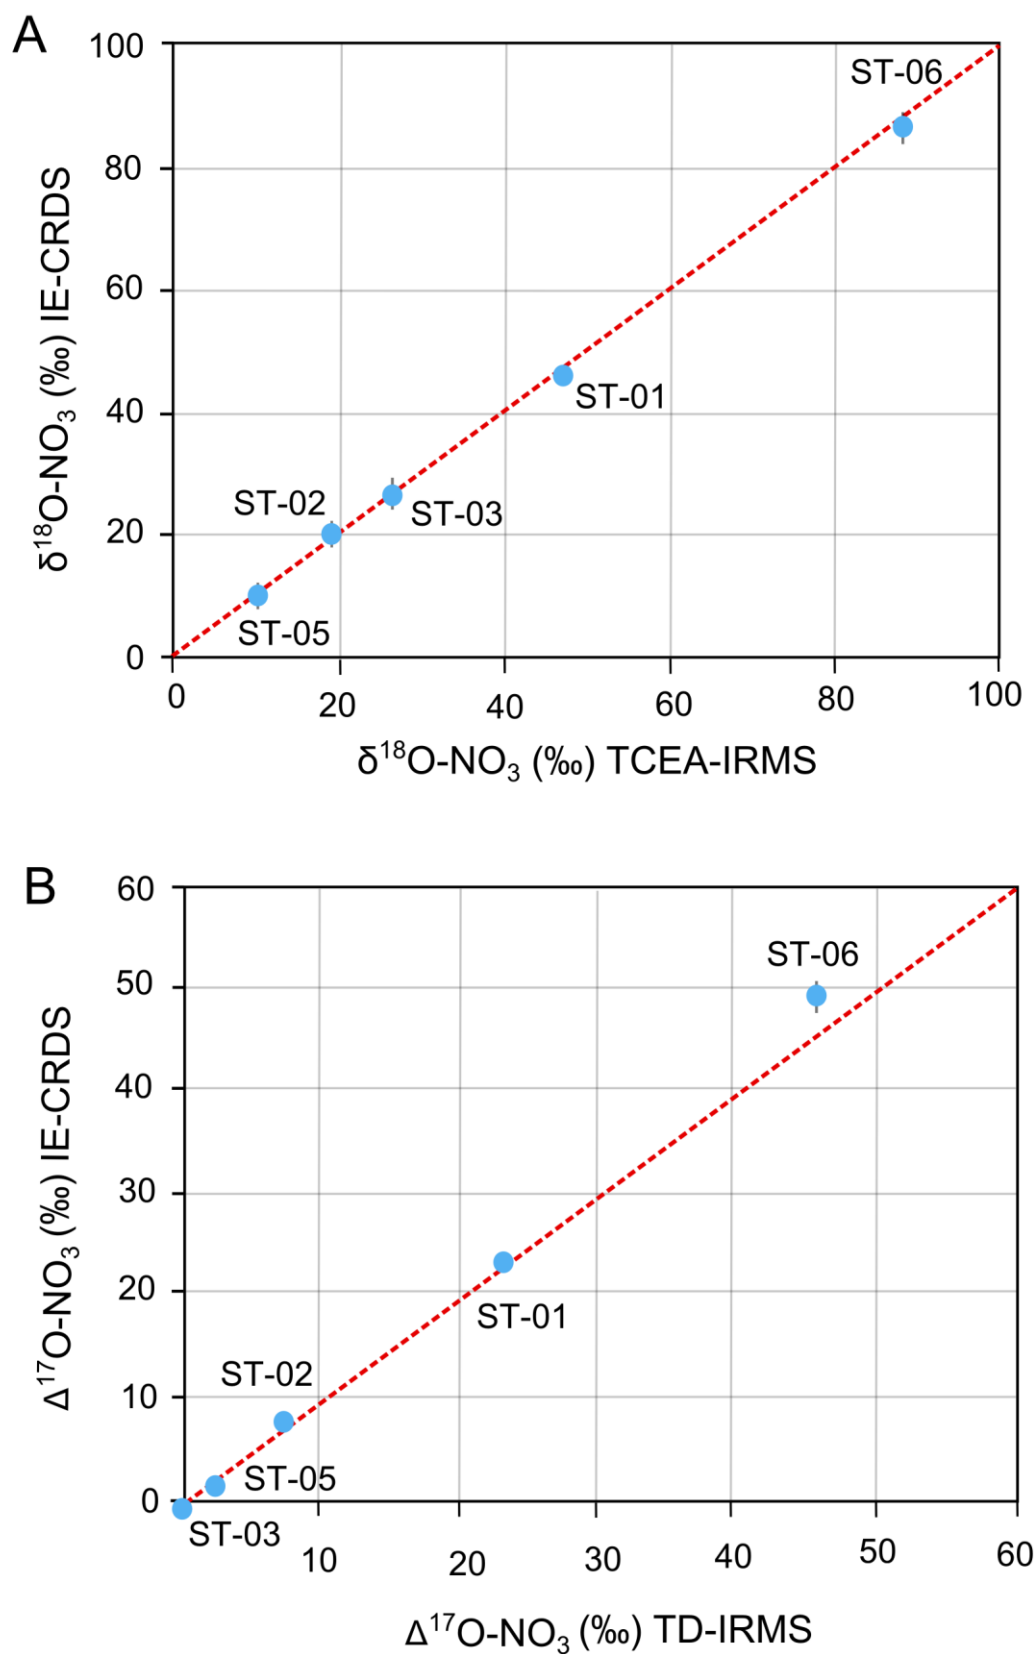 A
100
ST-06
80
60
ST-01
40
ST-02
ST-03
20
ST-05
0
0 20 40 60 80 100
δ¹⁸O-NO₃ (‰) IE-CRDS
δ¹⁸O-NO₃ (‰) TCEA-IRMS
B
60
ST-06
50
40
30
20
ST-01
ST-02
10
ST-05
0
ST-03
10 20 30 40 50 60
Δ¹⁷O-NO₃ (‰) IE-CRDS
Δ¹⁷O-NO₃ (‰) TD-IRMS